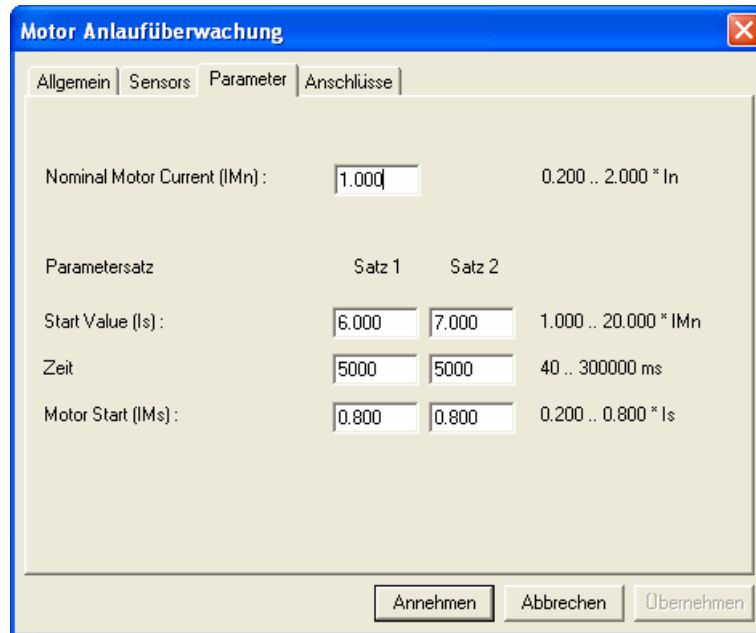 Motor Anlaufüberwachung
Allgemein Sensors Parameter Anschlüsse
Nominal Motor Current (IMn) : 1.000 0.200 .. 2.000 * In
Parametersatz Satz 1 Satz 2
Start Value (Is) : 6.000 7.000 1.000 .. 20.000 * IMn
Zeit 5000 5000 40 .. 300000 ms
Motor Start (IMs) : 0.800 0.800 0.200 .. 0.800 * Is
Annehmen Abbrechen Übernehmen